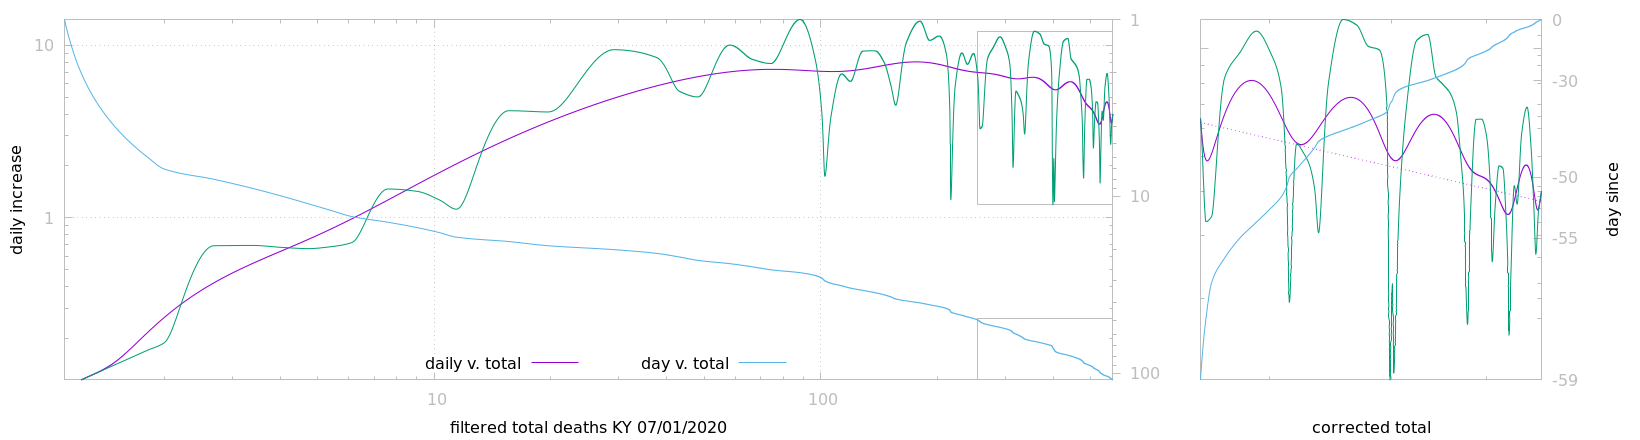 10
1
daily increase
daily v. total
day v. total
10
100
filtered total deaths KY 07/01/2020
1
10
100
0
-30
-50
-55
-59
day since
corrected total